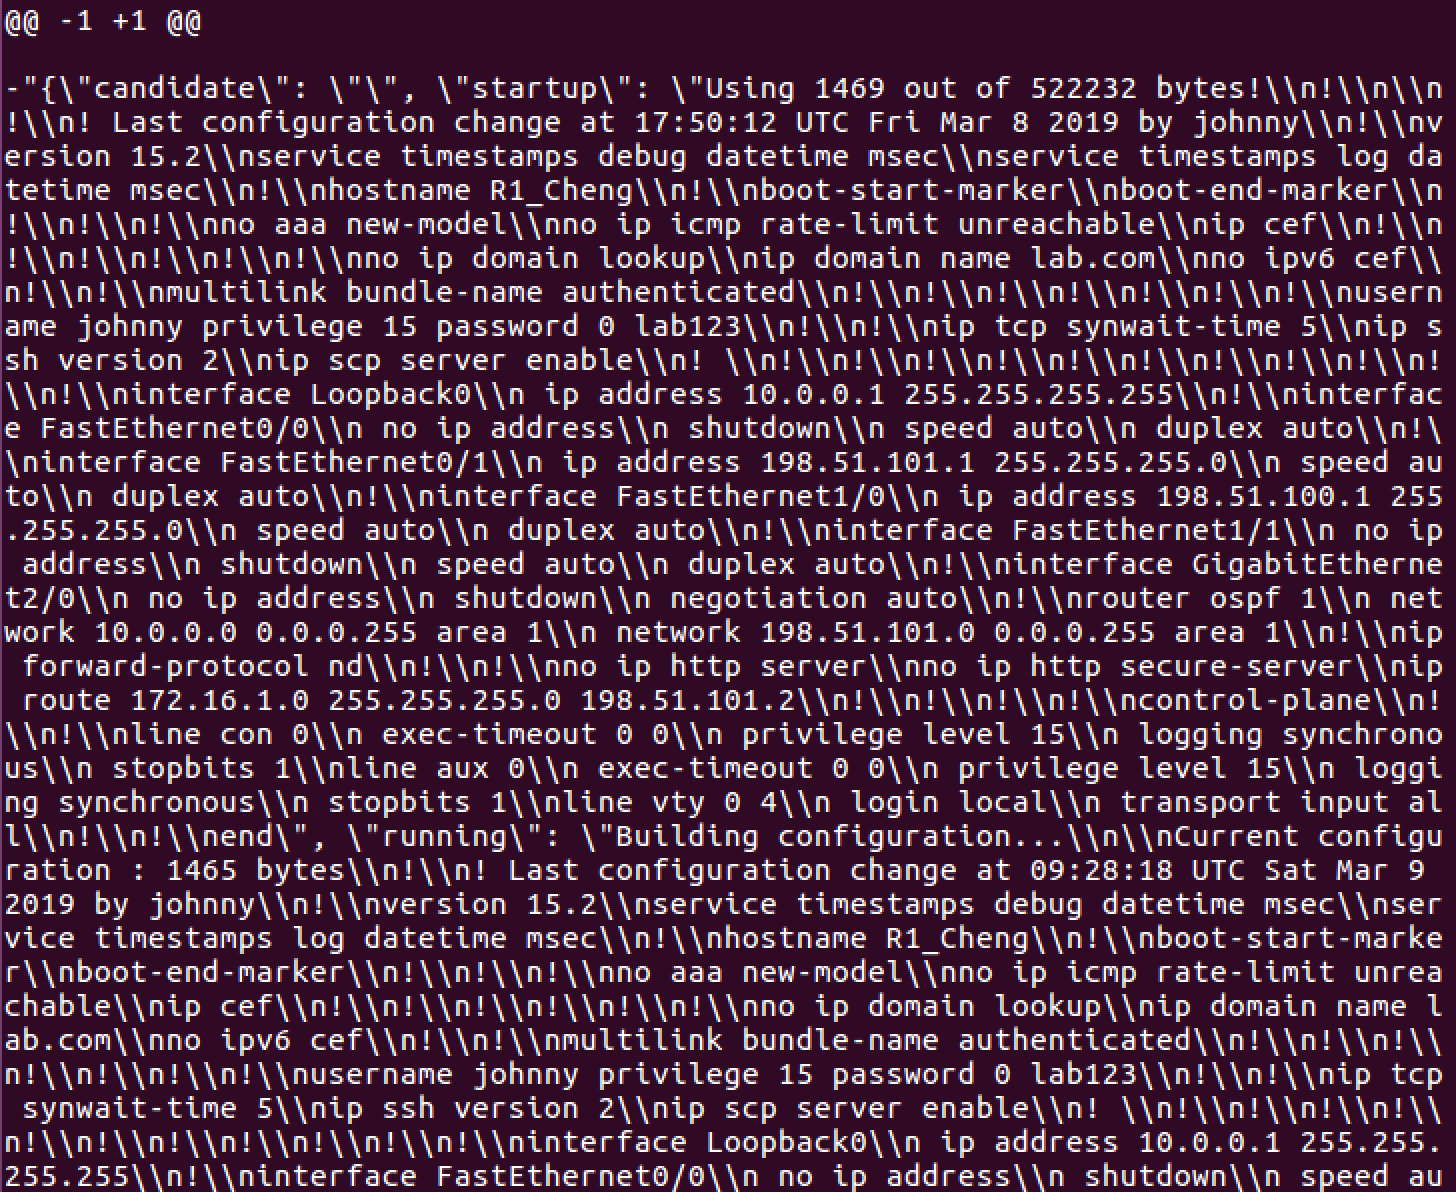 @@ -1 +1 @@
-"{\"candidate\": \"\", \"startup\": \"Using 1469 out of 522232 bytes!\\n!\\n\\n
!\\n! Last configuration change at 17:50:12 UTC Fri Mar 8 2019 by johnny\\n!\\nv
ersion 15.2\\nservice timestamps debug datetime msec\\nservice timestamps log da
tetime msec\\n!\\nhostname R1_Cheng\\n!\\nboot-start-marker\\nboot-end-marker\\n
!\\n!\\n!\\nno aaa new-model\\nno ip icmp rate-limit unreachable\\nip cef\\n!\\n
!\\n!\\n!\\n!\\n!\\nno ip domain lookup\\nip domain name lab.com\\nno ipv6 cef\\
n!\\n!\\nmultilink bundle-name authenticated\\n!\\n!\\n!\\n!\\n!\\n!\\n!\\nusern
ame johnny privilege 15 password 0 lab123\\n!\\n!\\nip tcp synwait-time 5\\nip s
sh version 2\\nip scp server enable\\n! \\n!\\n!\\n!\\n!\\n!\\n!\\n!\\n!\\n!\\n!
\\n!\\ninterface Loopback0\\n ip address 10.0.0.1 255.255.255.255\\n!\\ninterfac
e FastEthernet0/0\\n no ip address\\n shutdown\\n speed auto\\n duplex auto\\n!\
\ninterface FastEthernet0/1\\n ip address 198.51.101.1 255.255.255.0\\n speed au
to\\n duplex auto\\n!\\ninterface FastEthernet1/0\\n ip address 198.51.100.1 255
.255.255.0\\n speed auto\\n duplex auto\\n!\\ninterface FastEthernet1/1\\n no ip
 address\\n shutdown\\n speed auto\\n duplex auto\\n!\\ninterface GigabitEtherne
t2/0\\n no ip address\\n shutdown\\n negotiation auto\\n!\\nrouter ospf 1\\n net
work 10.0.0.0 0.0.0.255 area 1\\n network 198.51.101.0 0.0.0.255 area 1\\n!\\nip
 forward-protocol nd\\n!\\n!\\nno ip http server\\nno ip http secure-server\\nip
 route 172.16.1.0 255.255.255.0 198.51.101.2\\n!\\n!\\n!\\n!\\ncontrol-plane\\n!
\\n!\\nline con 0\\n exec-timeout 0 0\\n privilege level 15\\n logging synchrono
us\\n stopbits 1\\nline aux 0\\n exec-timeout 0 0\\n privilege level 15\\n loggi
ng synchronous\\n stopbits 1\\nline vty 0 4\\n login local\\n transport input al
l\\n!\\n!\\nend\", \"running\": \"Building configuration...\\n\\nCurrent configu
ration : 1465 bytes\\n!\\n! Last configuration change at 09:28:18 UTC Sat Mar 9
2019 by johnny\\n!\\nversion 15.2\\nservice timestamps debug datetime msec\\nser
vice timestamps log datetime msec\\n!\\nhostname R1_Cheng\\n!\\nboot-start-marke
r\\nboot-end-marker\\n!\\n!\\n!\\nno aaa new-model\\nno ip icmp rate-limit unrea
chable\\nip cef\\n!\\n!\\n!\\n!\\n!\\n!\\nno ip domain lookup\\nip domain name l
ab.com\\nno ipv6 cef\\n!\\n!\\nmultilink bundle-name authenticated\\n!\\n!\\n!\\
n!\\n!\\n!\\n!\\nusername johnny privilege 15 password 0 lab123\\n!\\n!\\nip tcp
 synwait-time 5\\nip ssh version 2\\nip scp server enable\\n! \\n!\\n!\\n!\\n!\\
n!\\n!\\n!\\n!\\n!\\n!\\n!\\ninterface Loopback0\\n ip address 10.0.0.1 255.255.
255.255\\n!\\ninterface FastEthernet0/0\\n no ip address\\n shutdown\\n speed au